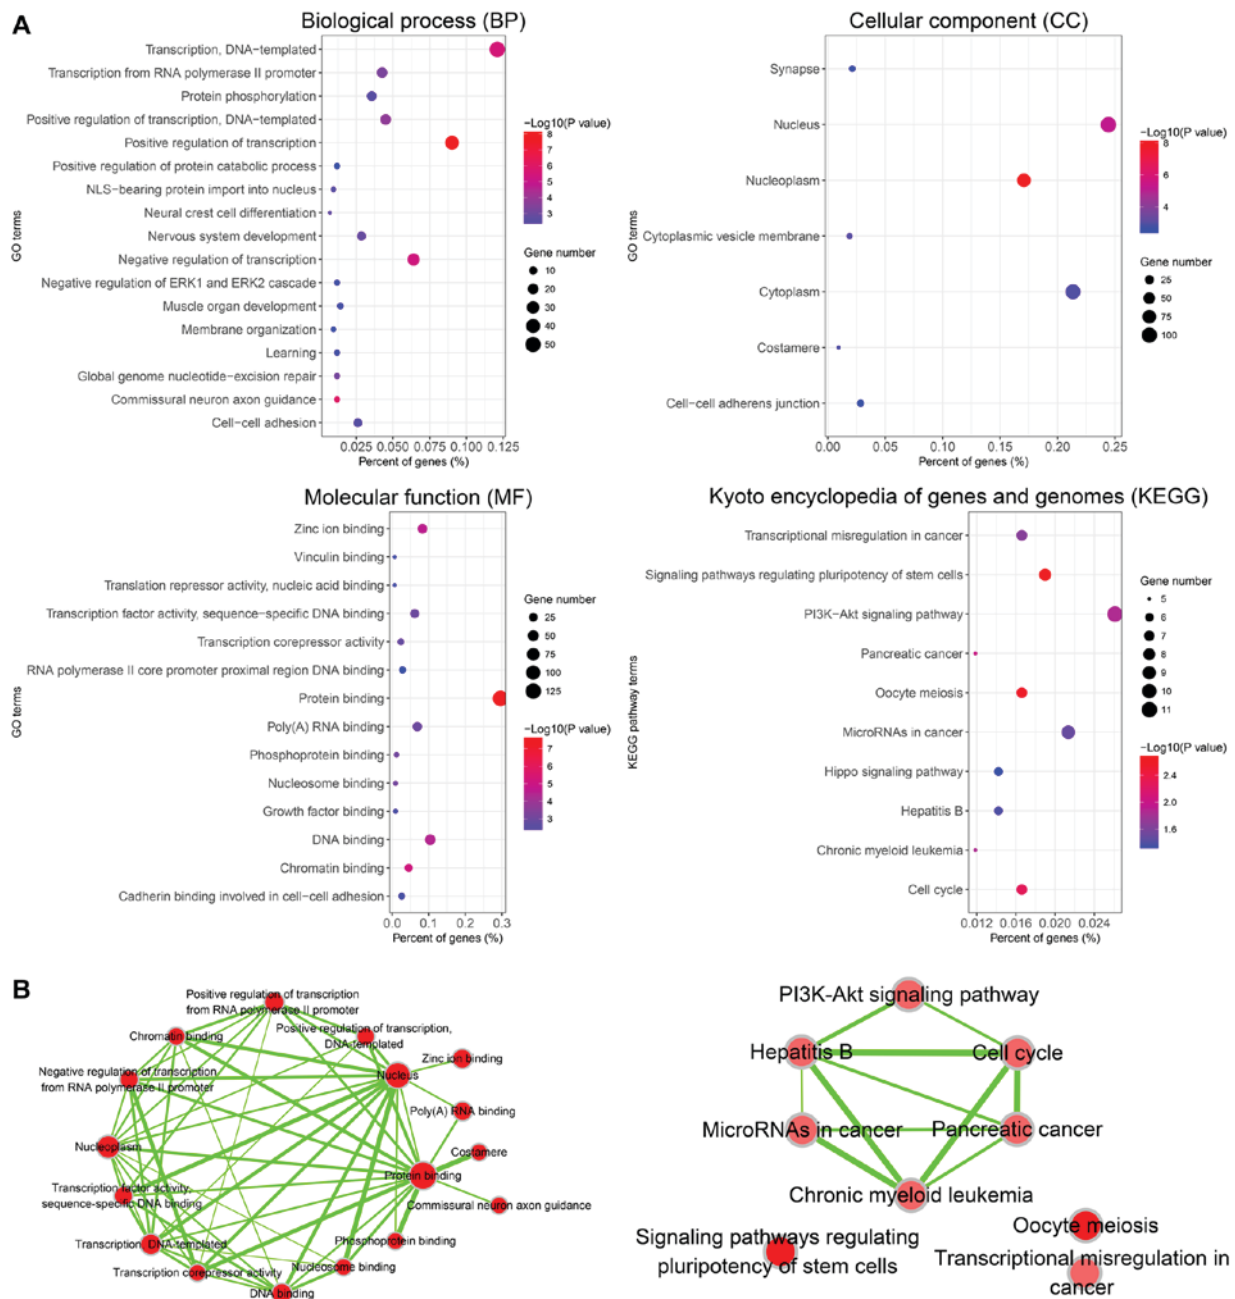 A
Biological process (BP)
GO terms
Transcription, DNA−templated
Transcription from RNA polymerase II promoter
Protein phosphorylation
Positive regulation of transcription, DNA−templated
Positive regulation of transcription
Positive regulation of protein catabolic process
NLS−bearing protein import into nucleus
Neural crest cell differentiation
Nervous system development
Negative regulation of transcription
Negative regulation of ERK1 and ERK2 cascade
Muscle organ development
Membrane organization
Learning
Global genome nucleotide−excision repair
Commissural neuron axon guidance
Cell−cell adhesion
0.025 0.050 0.075 0.100 0.125
Percent of genes (%)
−Log10(P value)
8
7
6
5
4
3
Gene number
10
20
30
40
50
Cellular component (CC)
GO terms
Synapse
Nucleus
Nucleoplasm
Cytoplasmic vesicle membrane
Cytoplasm
Costamere
Cell−cell adherens junction
0.00 0.05 0.10 0.15 0.20 0.25
Percent of genes (%)
−Log10(P value)
8
6
4
Gene number
25
50
75
100
Molecular function (MF)
GO terms
Zinc ion binding
Vinculin binding
Translation repressor activity, nucleic acid binding
Transcription factor activity, sequence−specific DNA binding
Transcription corepressor activity
RNA polymerase II core promoter proximal region DNA binding
Protein binding
Poly(A) RNA binding
Phosphoprotein binding
Nucleosome binding
Growth factor binding
DNA binding
Chromatin binding
Cadherin binding involved in cell−cell adhesion
0.0 0.1 0.2 0.3
Percent of genes (%)
Gene number
25
50
75
100
125
−Log10(P value)
7
6
5
4
3
Kyoto encyclopedia of genes and genomes (KEGG)
KEGG pathway terms
Transcriptional misregulation in cancer
Signaling pathways regulating pluripotency of stem cells
PI3K−Akt signaling pathway
Pancreatic cancer
Oocyte meiosis
MicroRNAs in cancer
Hippo signaling pathway
Hepatitis B
Chronic myeloid leukemia
Cell cycle
0.012 0.016 0.020 0.024
Percent of genes (%)
Gene number
5
6
7
8
9
10
11
−Log10(P value)
2.4
2.0
1.6
B
Positive regulation of transcription
from RNA polymerase II promoter
Positive regulation of transcription,
DNA-templated
Chromatin binding
Zinc ion binding
Nucleus
Negative regulation of transcription
from RNA polymerase II promoter
Poly(A) RNA binding
Nucleoplasm
Costamere
Protein binding
Transcription factor activity,
sequence-specific DNA binding
Commissural neuron axon guidance
Transcription, DNA-templated
Phosphoprotein binding
Nucleosome binding
Transcription corepressor activity
DNA binding
PI3K-Akt signaling pathway
Hepatitis B
Cell cycle
MicroRNAs in cancer
Pancreatic cancer
Chronic myeloid leukemia
Signaling pathways regulating
pluripotency of stem cells
Oocyte meiosis
Transcriptional misregulation in
cancer